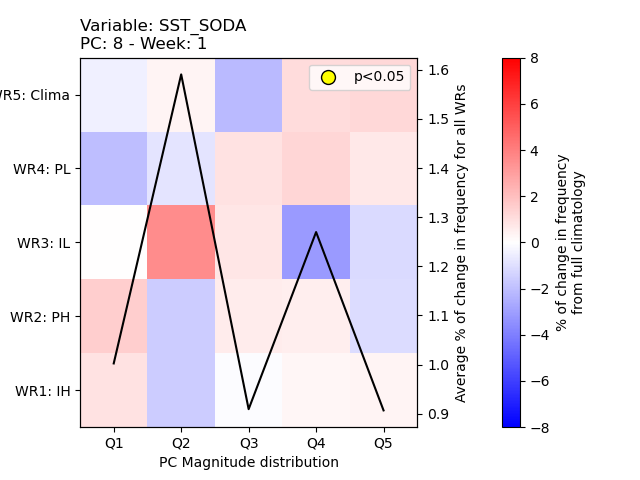 Variable: SST_SODA
PC: 8 - Week: 1
p<0.05
WR5: Clima
WR4: PL
WR3: IL
WR2: PH
WR1: IH
Q1 Q2 Q3 Q4 Q5
PC Magnitude distribution
1.6
1.5
1.4
1.3
1.2
1.1
1.0
0.9
Average % of change in frequency for all WRs
8
6
4
2
0
−2
−4
−6
−8
% of change in frequency
from full climatology